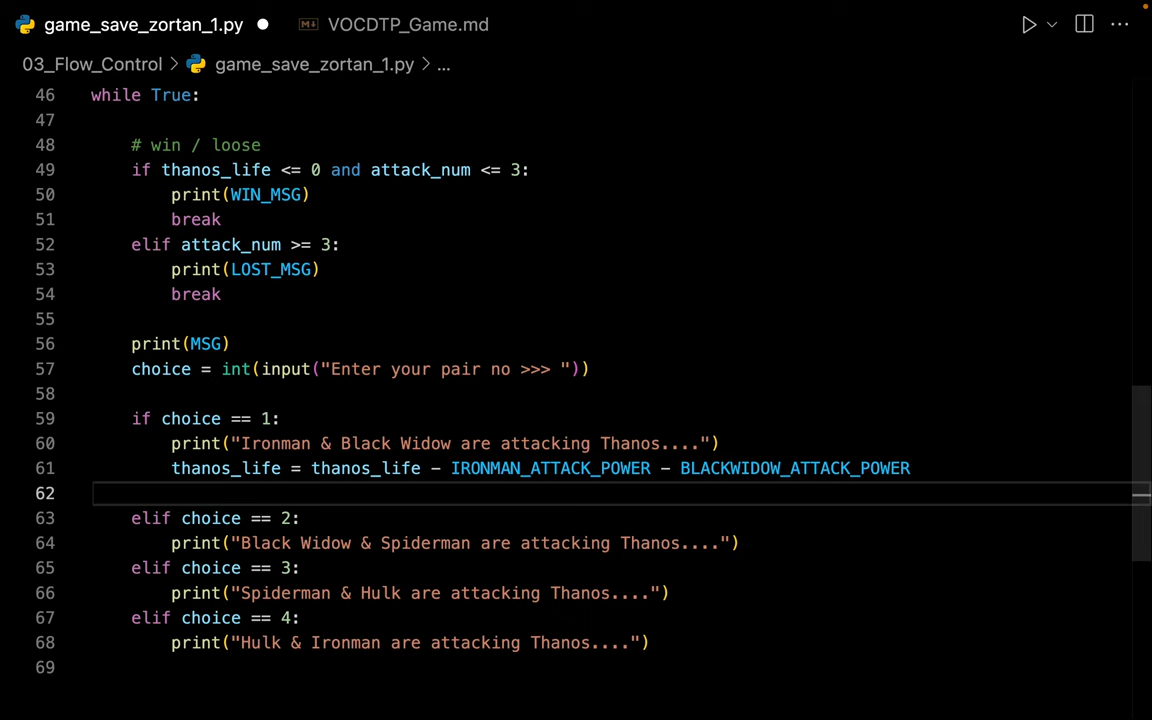 game_save_zortan_1.py VOCDTP_Game.md
03_Flow_Control > game_save_zortan_1.py > ...
46 while True:
47
48 # win / loose
49 if thanos_life <= 0 and attack_num <= 3:
50 print(WIN_MSG)
51 break
52 elif attack_num >= 3:
53 print(LOST_MSG)
54 break
55
56 print(MSG)
57 choice = int(input("Enter your pair no >>> "))
58
59 if choice == 1:
60 print("Ironman & Black Widow are attacking Thanos....")
61 thanos_life = thanos_life - IRONMAN_ATTACK_POWER - BLACKWIDOW_ATTACK_POWER
62
63 elif choice == 2:
64 print("Black Widow & Spiderman are attacking Thanos....")
65 elif choice == 3:
66 print("Spiderman & Hulk are attacking Thanos....")
67 elif choice == 4:
68 print("Hulk & Ironman are attacking Thanos....")
69